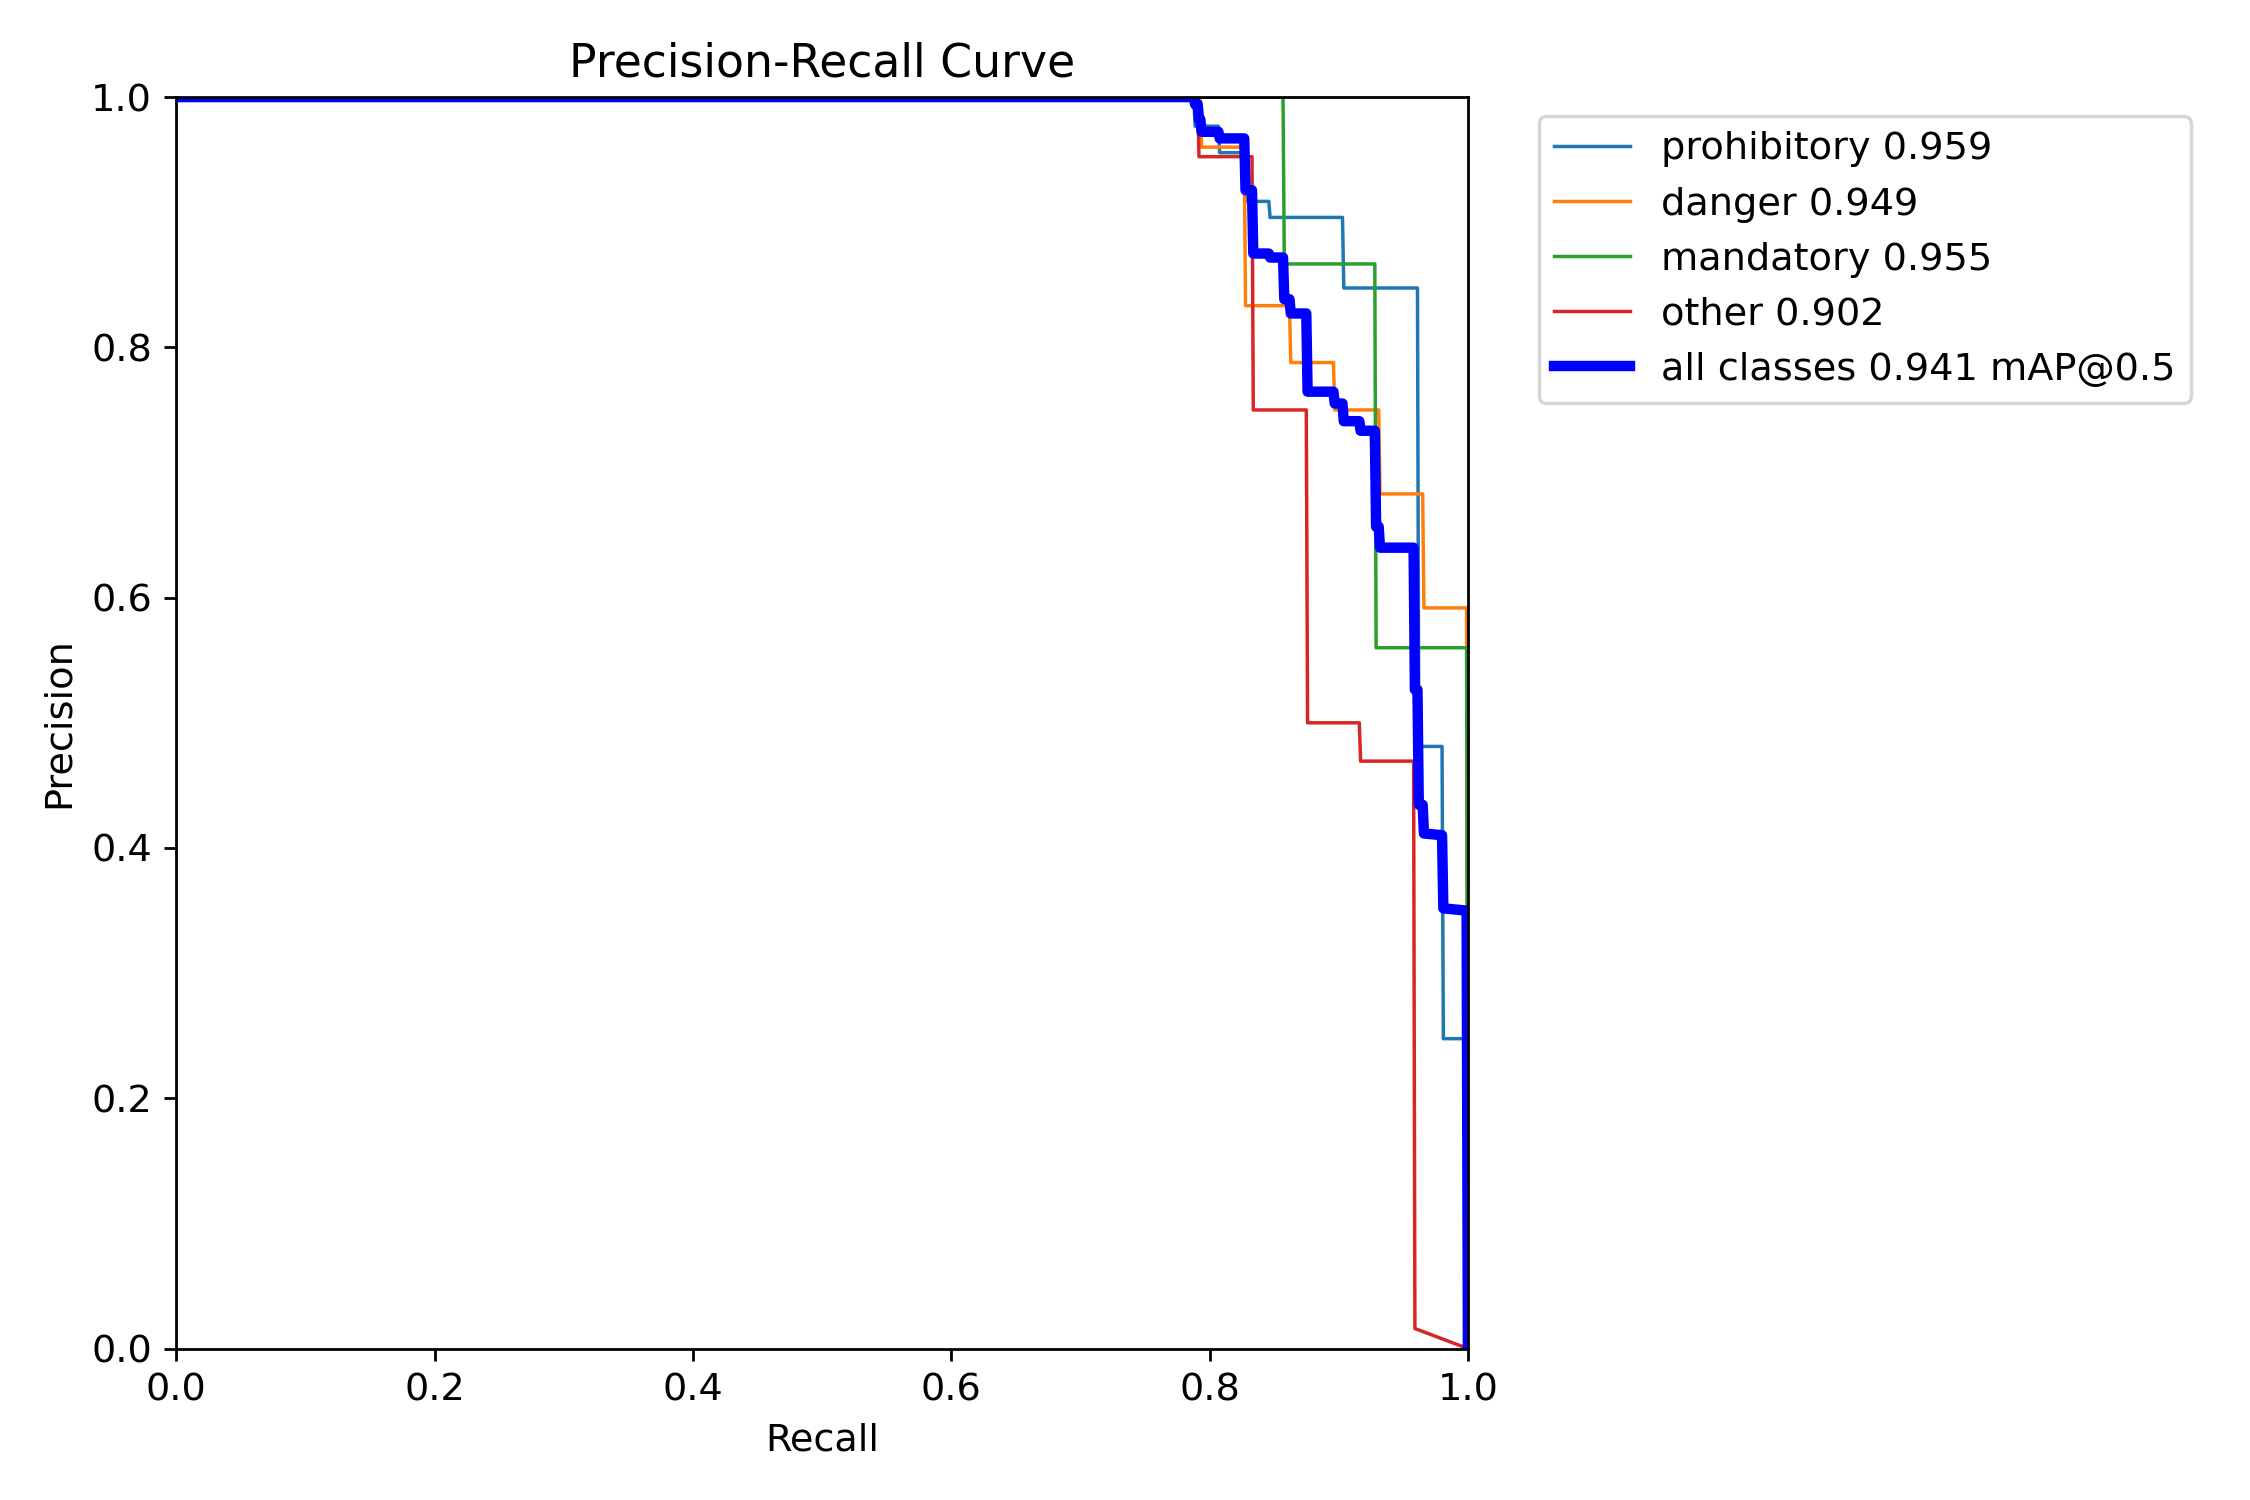 Precision-Recall Curve
1.0
0.8
0.6
0.4
0.2
0.0
Precision
0.0 0.2 0.4 0.6 0.8 1.0
Recall
prohibitory 0.959
danger 0.949
mandatory 0.955
other 0.902
all classes 0.941 mAP@0.5